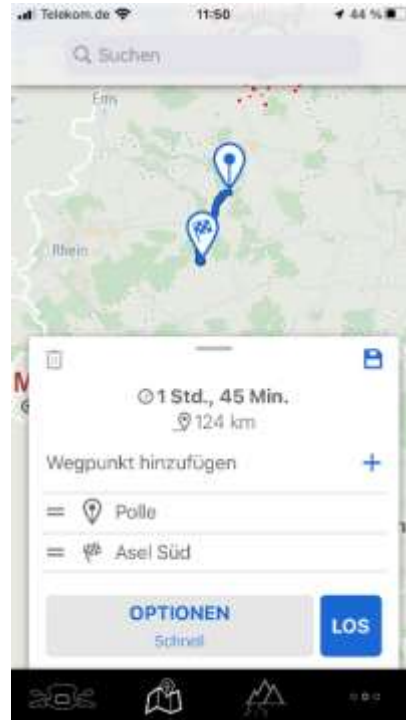 Telekom.de 11:50 44 %
Suchen
Ems
Rhein
M
1 Std., 45 Min.
124 km
Wegpunkt hinzufügen +
Polle
Asel Süd
OPTIONEN
Schnell
LOS